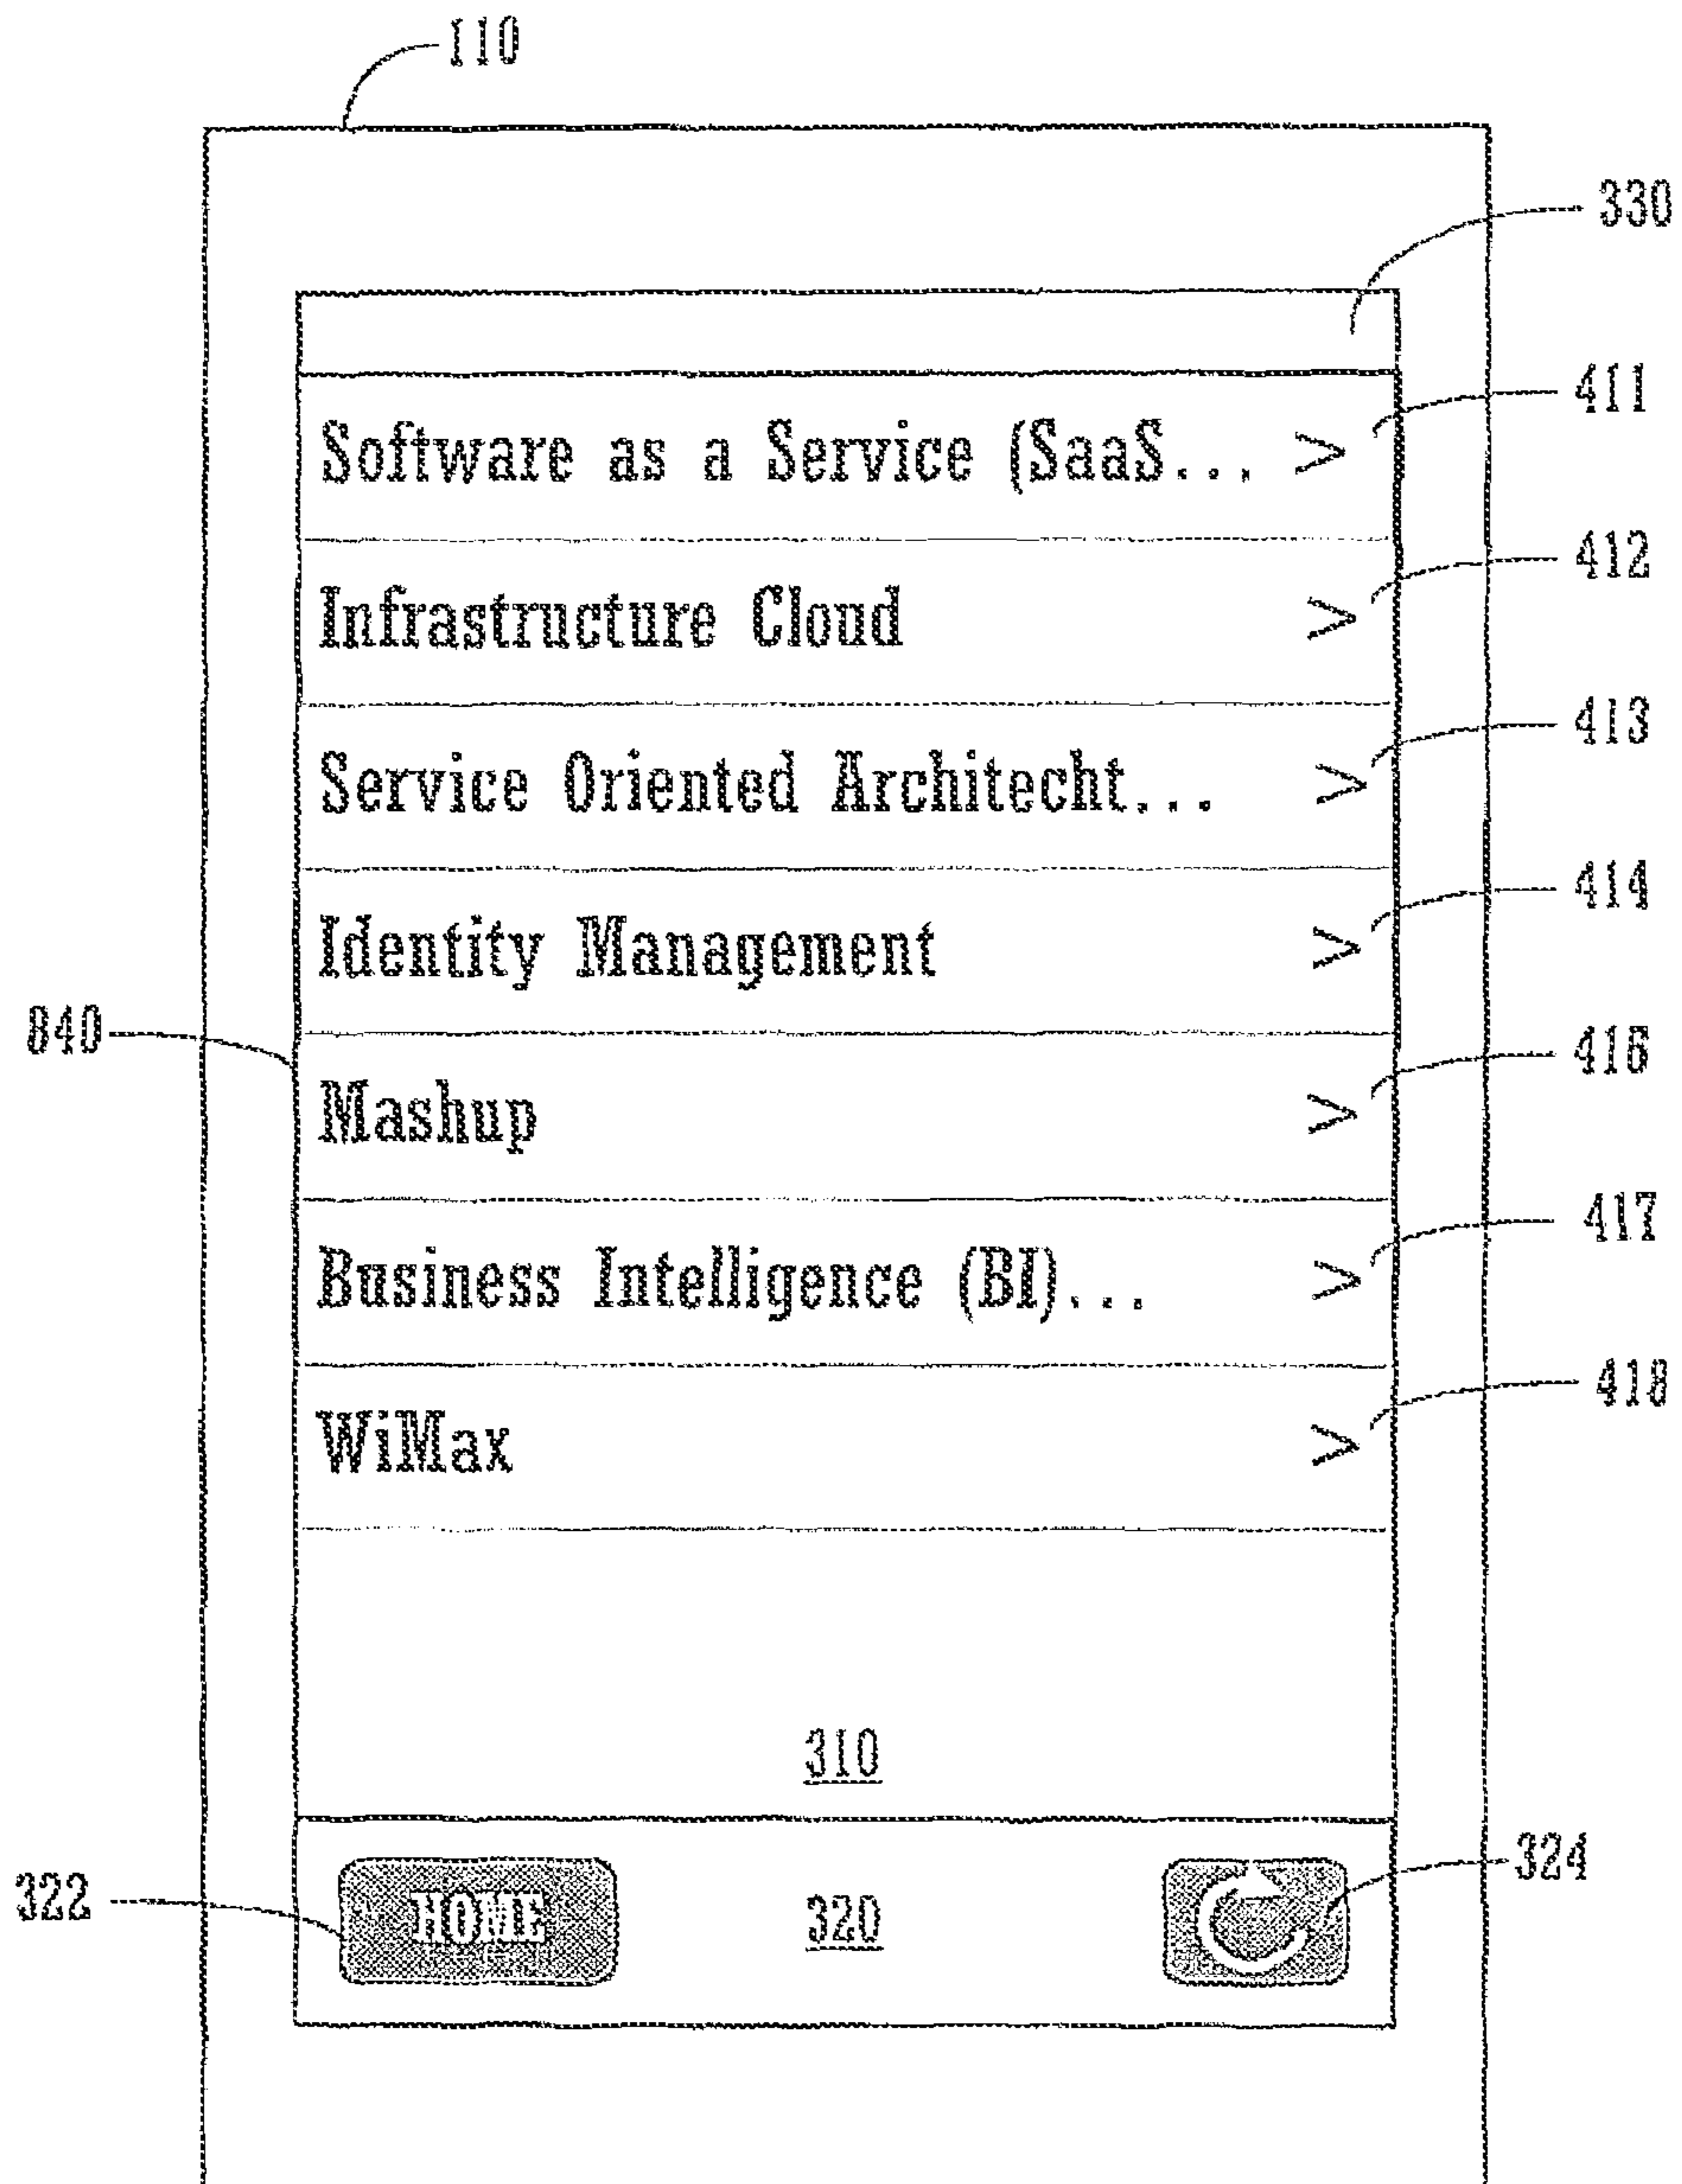 110
330
Software as a Service (SaaS... > 411
Infrastructure Cloud > 412
Service Oriented Architecht... > 413
Identity Management > 414
840
Mashup > 416
Business Intelligence (BI)... > 417
WiMax > 418
310
322 HOME 320 324